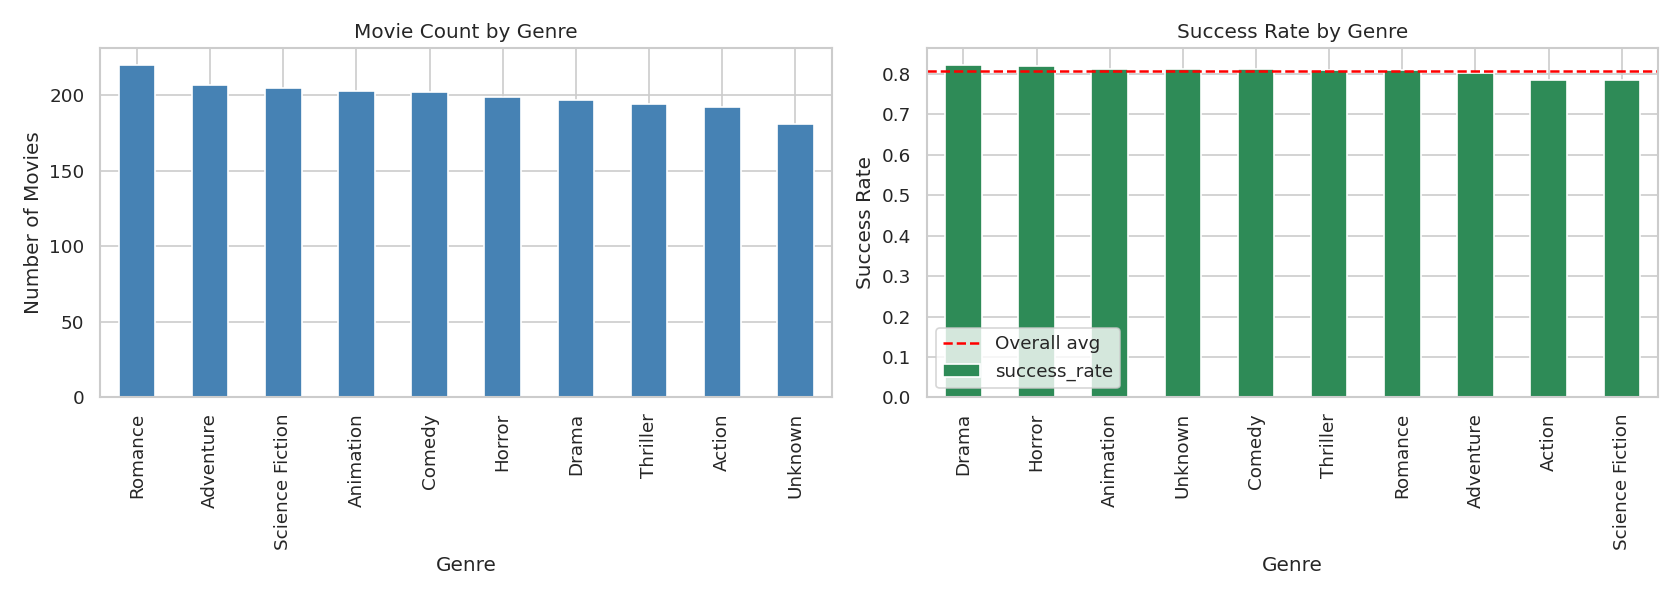 Movie Count by Genre
Number of Movies
200
150
100
50
0
Romance
Adventure
Science Fiction
Animation
Comedy
Horror
Drama
Thriller
Action
Unknown
Genre
Success Rate by Genre
Success Rate
0.8
0.7
0.6
0.5
0.4
0.3
0.2
0.1
0.0
Overall avg
success_rate
Drama
Horror
Animation
Unknown
Comedy
Thriller
Romance
Adventure
Action
Science Fiction
Genre